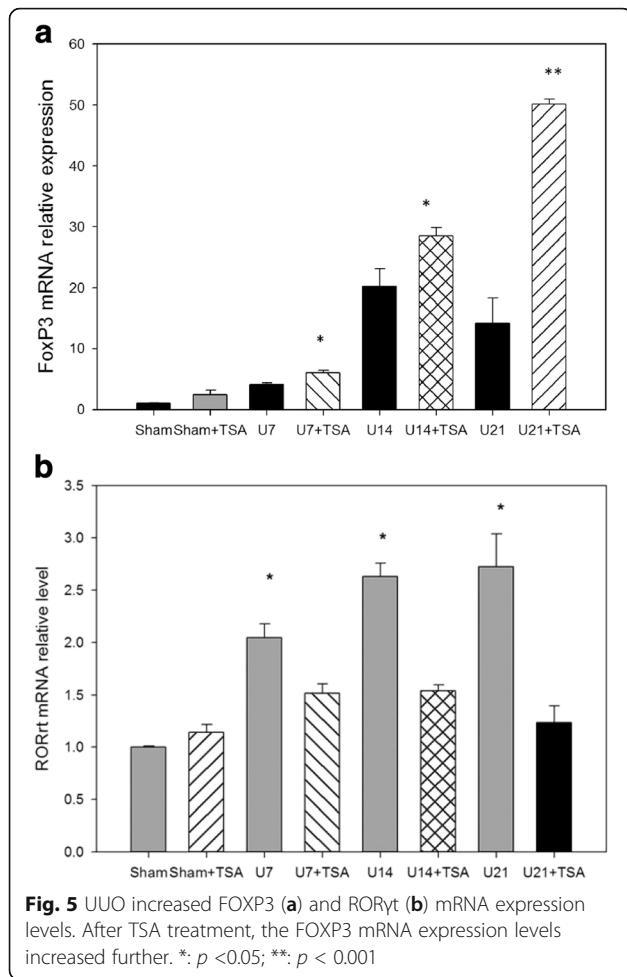 a
FoxP3 mRNA relative expression
60
50
40
30
20
10
0
*
*
**
Sham Sham+TSA U7 U7+TSA U14 U14+TSA U21 U21+TSA
b
RORrt mRNA relative level
3.5
3.0
2.5
2.0
1.5
1.0
0.5
0.0
*
*
*
Sham Sham+TSA U7 U7+TSA U14 U14+TSA U21 U21+TSA
Fig. 5 UUO increased FOXP3 (a) and RORγt (b) mRNA expression
levels. After TSA treatment, the FOXP3 mRNA expression levels
increased further. *: p <0.05; **: p < 0.001